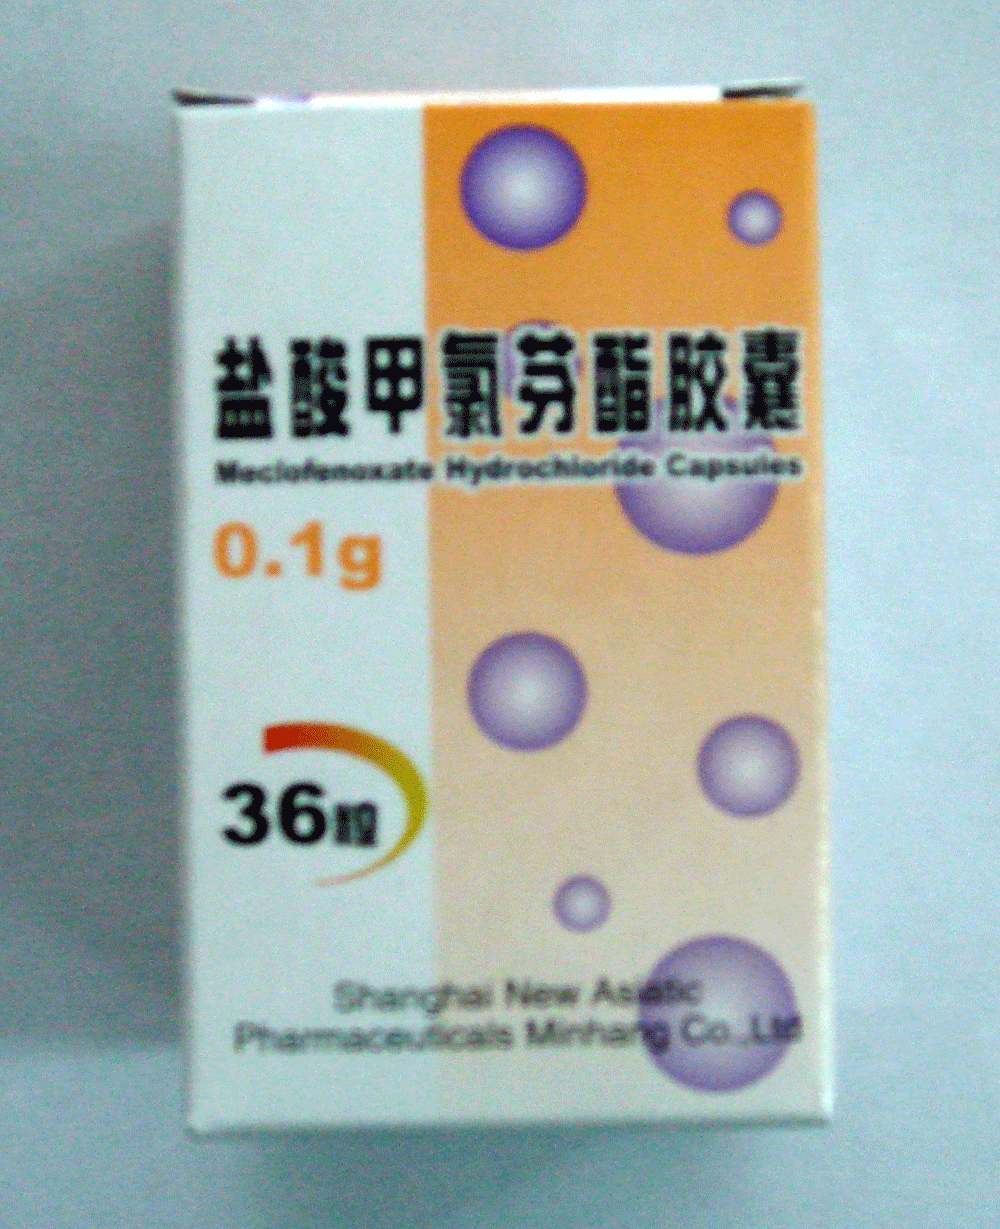 盐酸甲氯芬酯胶囊
Meclofenoxate Hydrochloride Capsules
0.1g
36粒
Shanghai New Asiatic
Pharmaceuticals Minhang Co.,Ltd